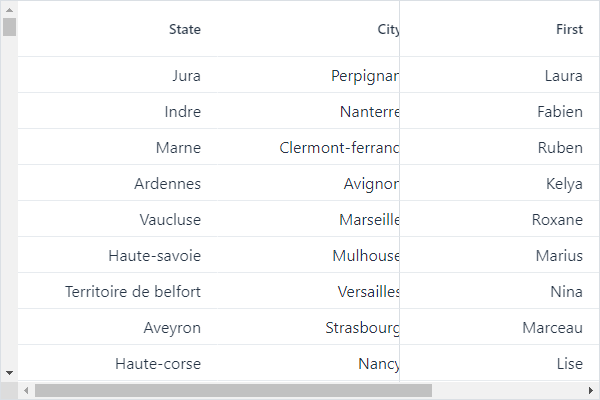 State City First
Jura Perpignan Laura
Indre Nanterre Fabien
Marne Clermont-ferrand Ruben
Ardennes Avignon Kelya
Vaucluse Marseille Roxane
Haute-savoie Mulhouse Marius
Territoire de belfort Versailles Nina
Aveyron Strasbourg Marceau
Haute-corse Nancy Lise